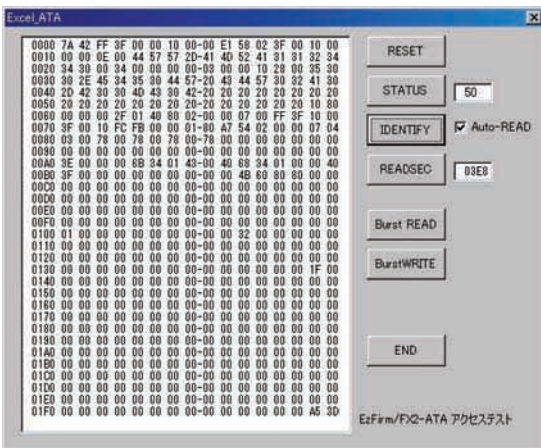 Excel_ATA
0000 7A 42 FF 3F 00 00 10 00-00 E1 58 02 3F 00 10 00
0010 00 00 0E 00 44 57 57 2D-41 4D 52 41 31 31 32 34
0020 34 30 00 34 00 00 00 00-03 00 00 10 28 00 35 30
0030 30 2E 45 34 35 30 44 57-20 43 44 57 30 32 41 30
0040 2D 42 30 30 4D 43 30 42-20 20 20 20 20 20 20 20
0050 20 20 20 20 20 20 20 20-20 20 20 20 20 20 10 80
0060 00 00 00 2F 01 40 80 02-00 00 07 00 FF 3F 10 00
0070 3F 00 10 FC FB 00 00 01-80 A7 54 02 00 00 07 04
0080 03 00 78 00 78 00 78 00-78 00 00 00 00 00 00 00
0090 00 00 00 00 00 00 00 00-00 00 00 00 00 00 00 00
00A0 3E 00 00 00 6B 34 01 43-00 40 68 34 01 00 00 40
00B0 3F 00 00 00 00 00 00 00-00 00 4B 60 80 80 00 00
00C0 00 00 00 00 00 00 00 00-00 00 00 00 00 00 00 00
00D0 00 00 00 00 00 00 00 00-00 00 00 00 00 00 00 00
00E0 00 00 00 00 00 00 00 00-00 00 00 00 00 00 00 00
00F0 00 00 00 00 00 00 00 00-00 00 00 00 00 00 00 00
0100 01 00 00 00 00 00 00 00-00 00 32 00 00 00 00 00
0110 00 00 00 00 00 00 00 00-00 00 00 00 00 00 00 00
0120 00 00 00 00 00 00 00 00-00 00 00 00 00 00 00 00
0130 00 00 00 00 00 00 00 00-00 00 00 00 00 00 1F 00
0140 00 00 00 00 00 00 00 00-00 00 00 00 00 00 00 00
0150 00 00 00 00 00 00 00 00-00 00 00 00 00 00 00 00
0160 00 00 00 00 00 00 00 00-00 00 00 00 00 00 00 00
0170 00 00 00 00 00 00 00 00-00 00 00 00 00 00 00 00
0180 00 00 00 00 00 00 00 00-00 00 00 00 00 00 00 00
0190 00 00 00 00 00 00 00 00-00 00 00 00 00 00 00 00
01A0 00 00 00 00 00 00 00 00-00 00 00 00 00 00 00 00
01B0 00 00 00 00 00 00 00 00-00 00 00 00 00 00 00 00
01C0 00 00 00 00 00 00 00 00-00 00 00 00 00 00 00 00
01D0 00 00 00 00 00 00 00 00-00 00 00 00 00 00 00 00
01E0 00 00 00 00 00 00 00 00-00 00 00 00 00 00 00 00
01F0 00 00 00 00 00 00 00 00-00 00 00 00 00 00 A5 3D
RESET
STATUS 50
IDENTIFY Auto-READ
READSEC 03E8
Burst READ
BurstWRITE
END
EzFirm/FX2-ATA アクセステスト